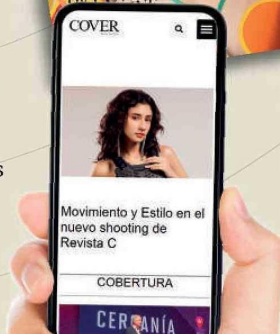 COVER
Movimiento y Estilo en el
nuevo shooting de
Revista C
COBERTURA
CERCANÍA